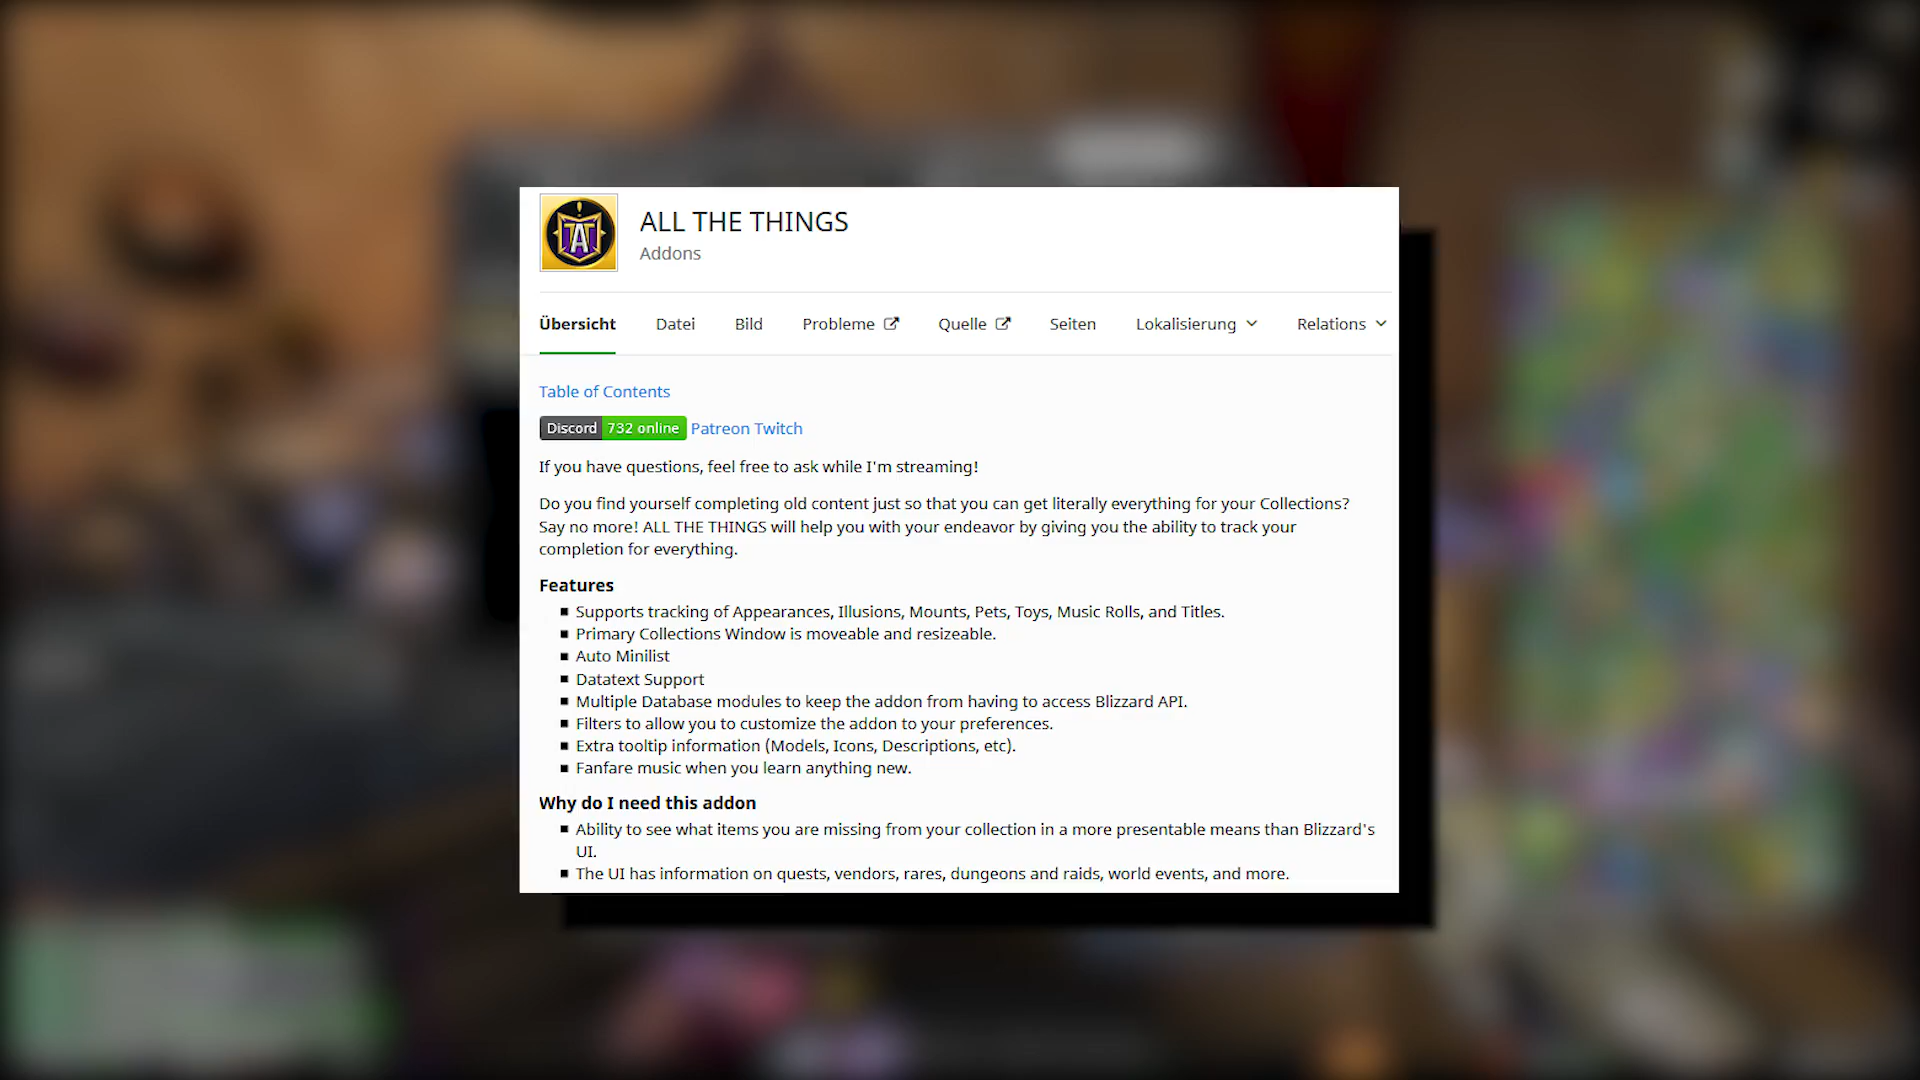 ATT
ALL THE THINGS
Addons
Übersicht Datei Bild Probleme Quelle Seiten Lokalisierung Relations
Table of Contents
Discord 732 online Patreon Twitch
If you have questions, feel free to ask while I'm streaming!
Do you find yourself completing old content just so that you can get literally everything for your Collections?
Say no more! ALL THE THINGS will help you with your endeavor by giving you the ability to track your
completion for everything.
Features
Supports tracking of Appearances, Illusions, Mounts, Pets, Toys, Music Rolls, and Titles.
Primary Collections Window is moveable and resizeable.
Auto Minilist
Datatext Support
Multiple Database modules to keep the addon from having to access Blizzard API.
Filters to allow you to customize the addon to your preferences.
Extra tooltip information (Models, Icons, Descriptions, etc).
Fanfare music when you learn anything new.
Why do I need this addon
Ability to see what items you are missing from your collection in a more presentable means than Blizzard's
UI.
The UI has information on quests, vendors, rares, dungeons and raids, world events, and more.